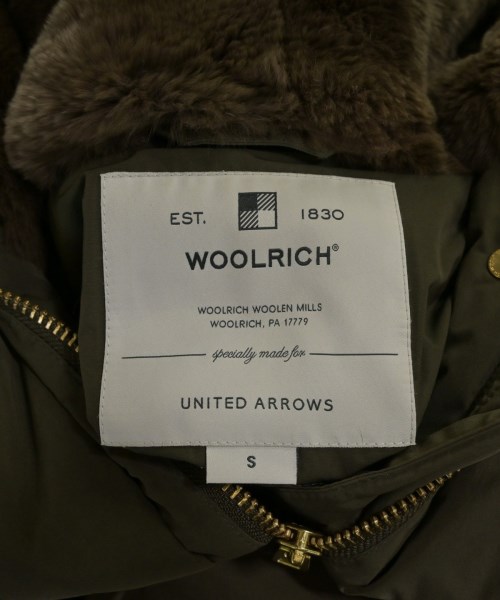 EST. 1830
WOOLRICH®
WOOLRICH WOOLEN MILLS
WOOLRICH, PA 17779
specially made for
UNITED ARROWS
S